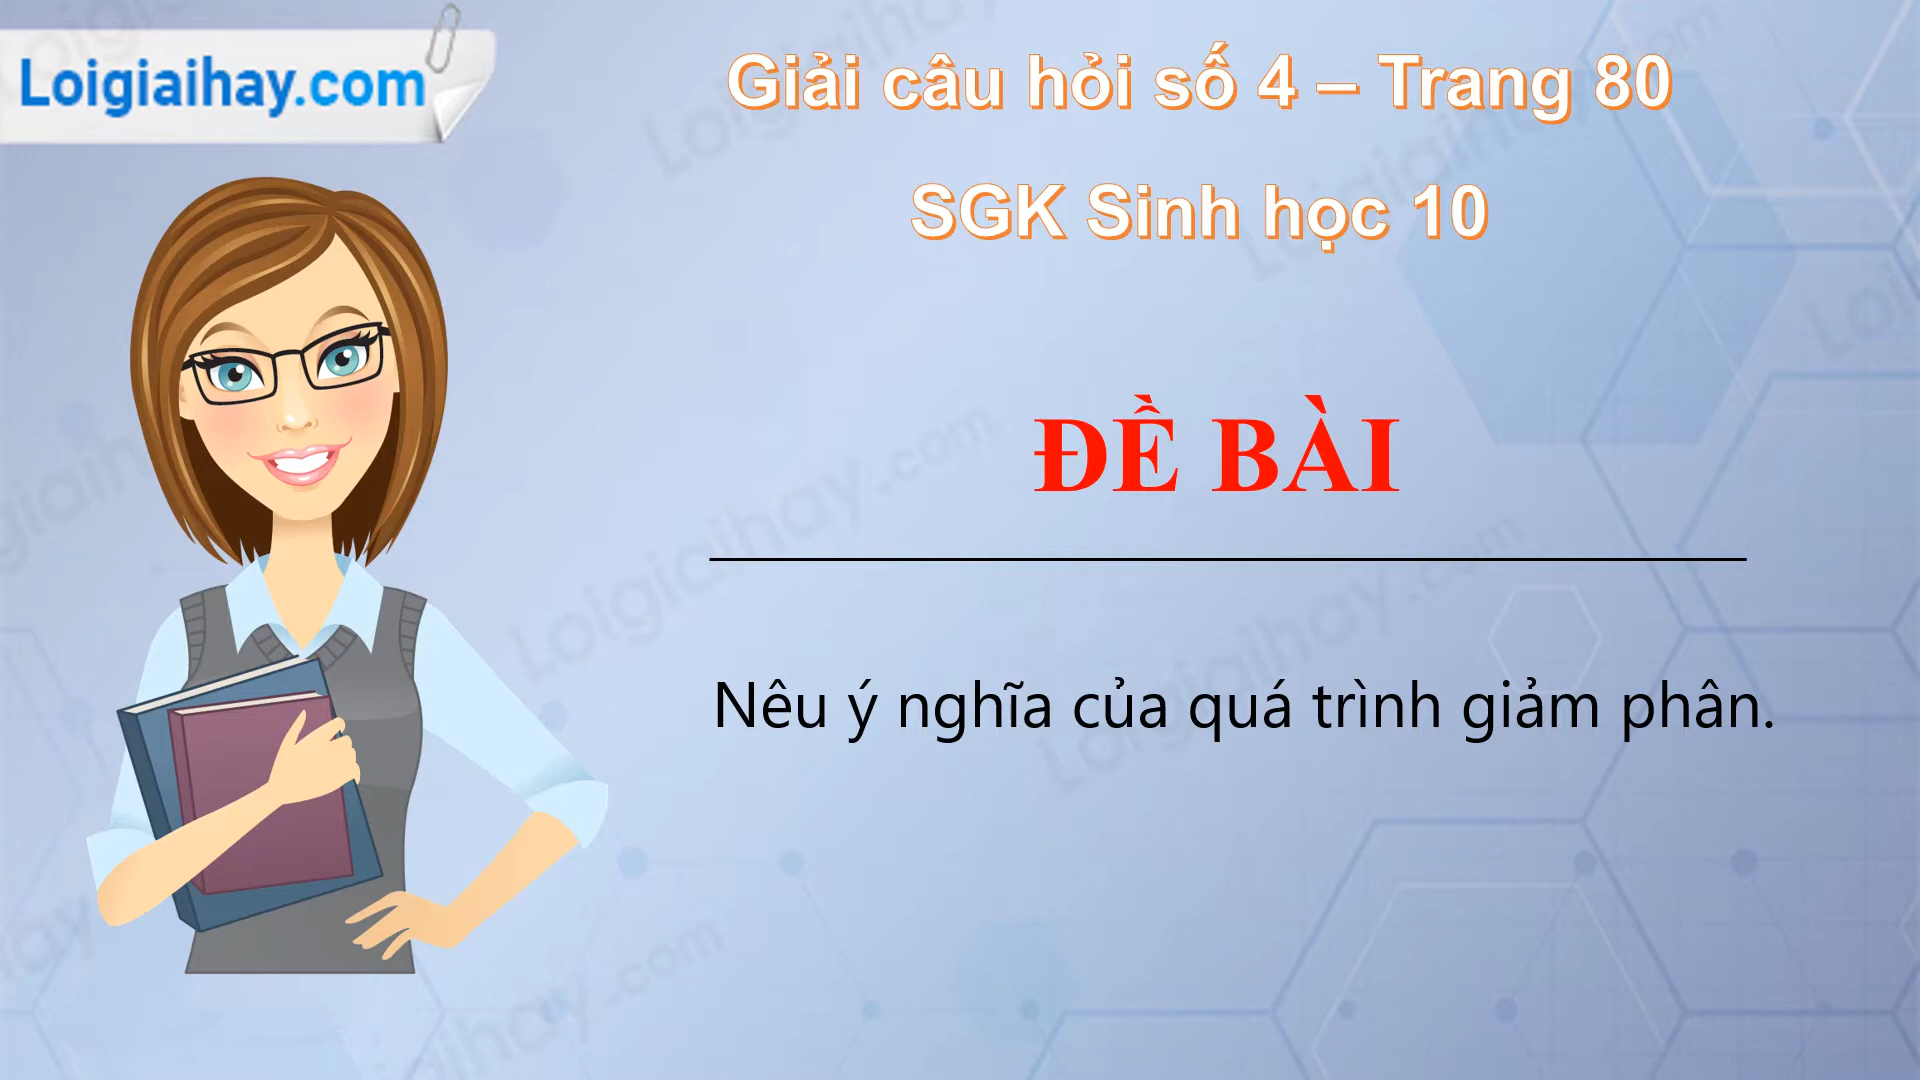 Loigiaihay.com
Giải câu hỏi số 4 – Trang 80
SGK Sinh học 10
ĐỀ BÀI
Nêu ý nghĩa của quá trình giảm phân.